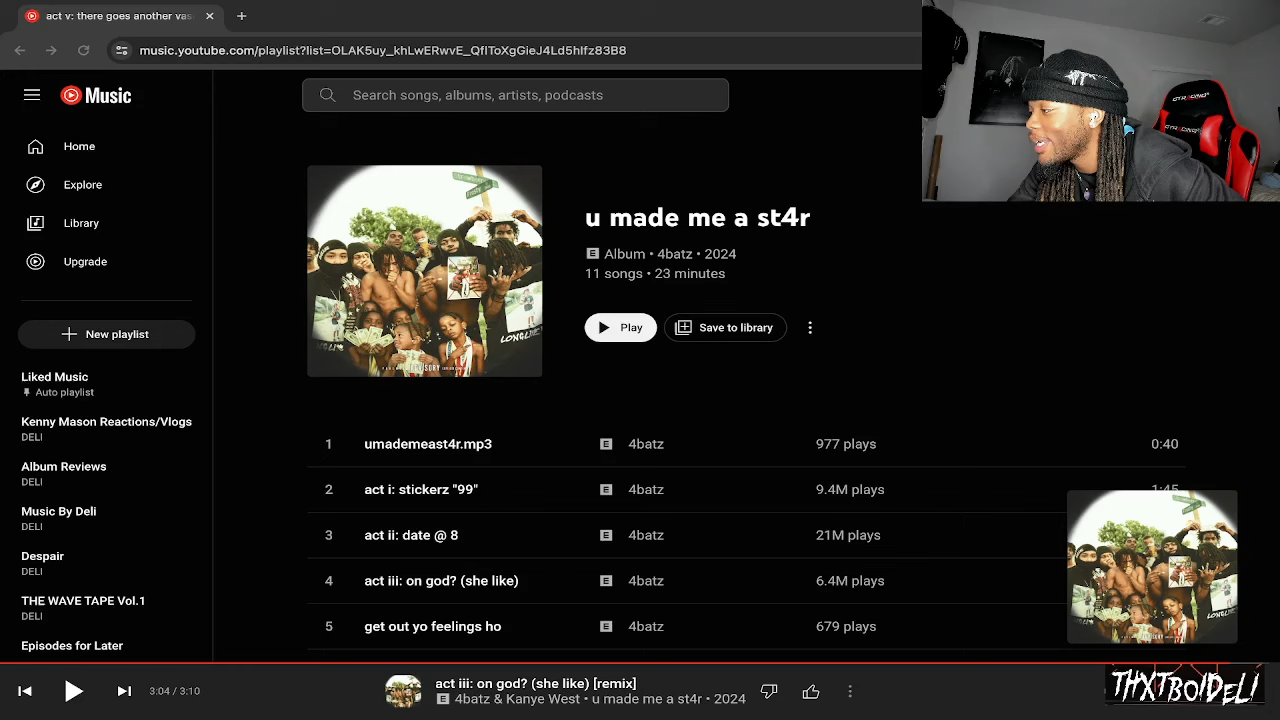 act v: there goes another vas
music.youtube.com/playlist?list=OLAK5uy_khLwERwvE_QfIToXgGieJ4Ld5hIfz83B8
Music
Search songs, albums, artists, podcasts
Home
Explore
Library
Upgrade
New playlist
Liked Music
Auto playlist
Kenny Mason Reactions/Vlogs
DELI
Album Reviews
DELI
Music By Deli
DELI
Despair
DELI
THE WAVE TAPE Vol.1
DELI
Episodes for Later
u made me a st4r
E Album • 4batz • 2024
11 songs • 23 minutes
Play
Save to library
1 umademeast4r.mp3 E 4batz 977 plays 0:40
2 act i: stickerz "99" E 4batz 9.4M plays 1:45
3 act ii: date @ 8 E 4batz 21M plays
4 act iii: on god? (she like) E 4batz 6.4M plays
5 get out yo feelings ho E 4batz 679 plays
3:04 / 3:10
act iii: on god? (she like) [remix]
E 4batz & Kanye West • u made me a st4r • 2024
THXTBOIDELI